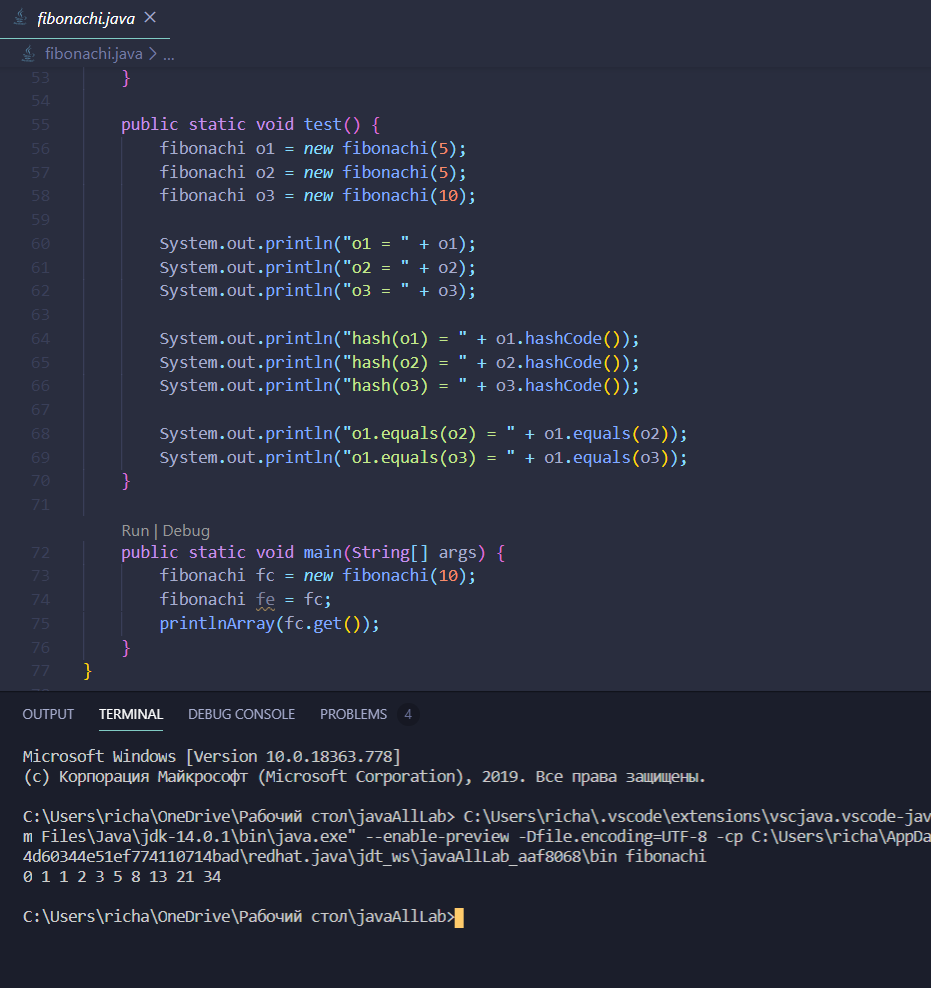 fibonachi.java ×
fibonachi.java > ...
53 }
54
55 public static void test() {
56 fibonachi o1 = new fibonachi(5);
57 fibonachi o2 = new fibonachi(5);
58 fibonachi o3 = new fibonachi(10);
59
60 System.out.println("o1 = " + o1);
61 System.out.println("o2 = " + o2);
62 System.out.println("o3 = " + o3);
63
64 System.out.println("hash(o1) = " + o1.hashCode());
65 System.out.println("hash(o2) = " + o2.hashCode());
66 System.out.println("hash(o3) = " + o3.hashCode());
67
68 System.out.println("o1.equals(o2) = " + o1.equals(o2));
69 System.out.println("o1.equals(o3) = " + o1.equals(o3));
70 }
71
Run | Debug
72 public static void main(String[] args) {
73 fibonachi fc = new fibonachi(10);
74 fibonachi fe = fc;
75 printlnArray(fc.get());
76 }
77 }
OUTPUT TERMINAL DEBUG CONSOLE PROBLEMS 4
Microsoft Windows [Version 10.0.18363.778]
(c) Корпорация Майкрософт (Microsoft Corporation), 2019. Все права защищены.
C:\Users\richa\OneDrive\Рабочий стол\javaAllLab> C:\Users\richa\.vscode\extensions\vscjava.vscode-jav
m Files\Java\jdk-14.0.1\bin\java.exe" --enable-preview -Dfile.encoding=UTF-8 -cp C:\Users\richa\AppDa
4d60344e51ef774110714bad\redhat.java\jdt_ws\javaAllLab_aaf8068\bin fibonachi
0 1 1 2 3 5 8 13 21 34
C:\Users\richa\OneDrive\Рабочий стол\javaAllLab>